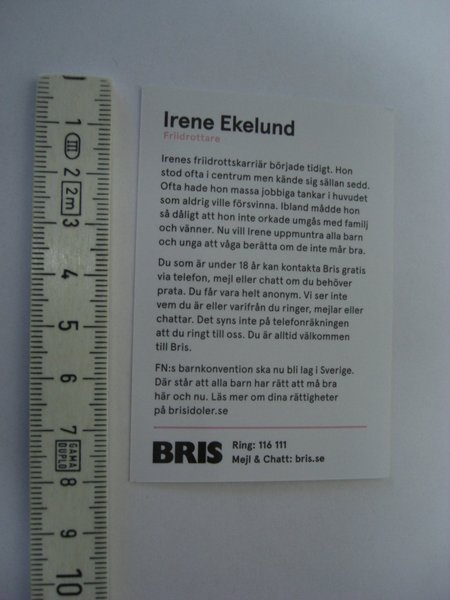 Irene Ekelund
Friidrottare
Irenes friidrottskarriär började tidigt. Hon
stod ofta i centrum men kände sig sällan sedd.
Ofta hade hon massa jobbiga tankar i huvudet
som aldrig ville försvinna. Ibland mådde hon
så dåligt att hon inte orkade umgås med familj
och vänner. Nu vill Irene uppmuntra alla barn
och unga att våga berätta om de inte mår bra.
Du som är under 18 år kan kontakta Bris gratis
via telefon, mejl eller chatt om du behöver
prata. Du får vara helt anonym. Vi ser inte
vem du är eller varifrån du ringer, mejlar eller
chattar. Det syns inte på telefonräkningen
att du ringt till oss. Du är alltid välkommen
till Bris.
FN:s barnkonvention ska nu bli lag i Sverige.
Där står att alla barn har rätt att må bra
här och nu. Läs mer om dina rättigheter
på brisidoler.se
BRIS
Ring: 116 111
Mejl & Chatt: bris.se
1
2
2m
3
4
5
6
7
GAMA
DUPLO
8
9
10